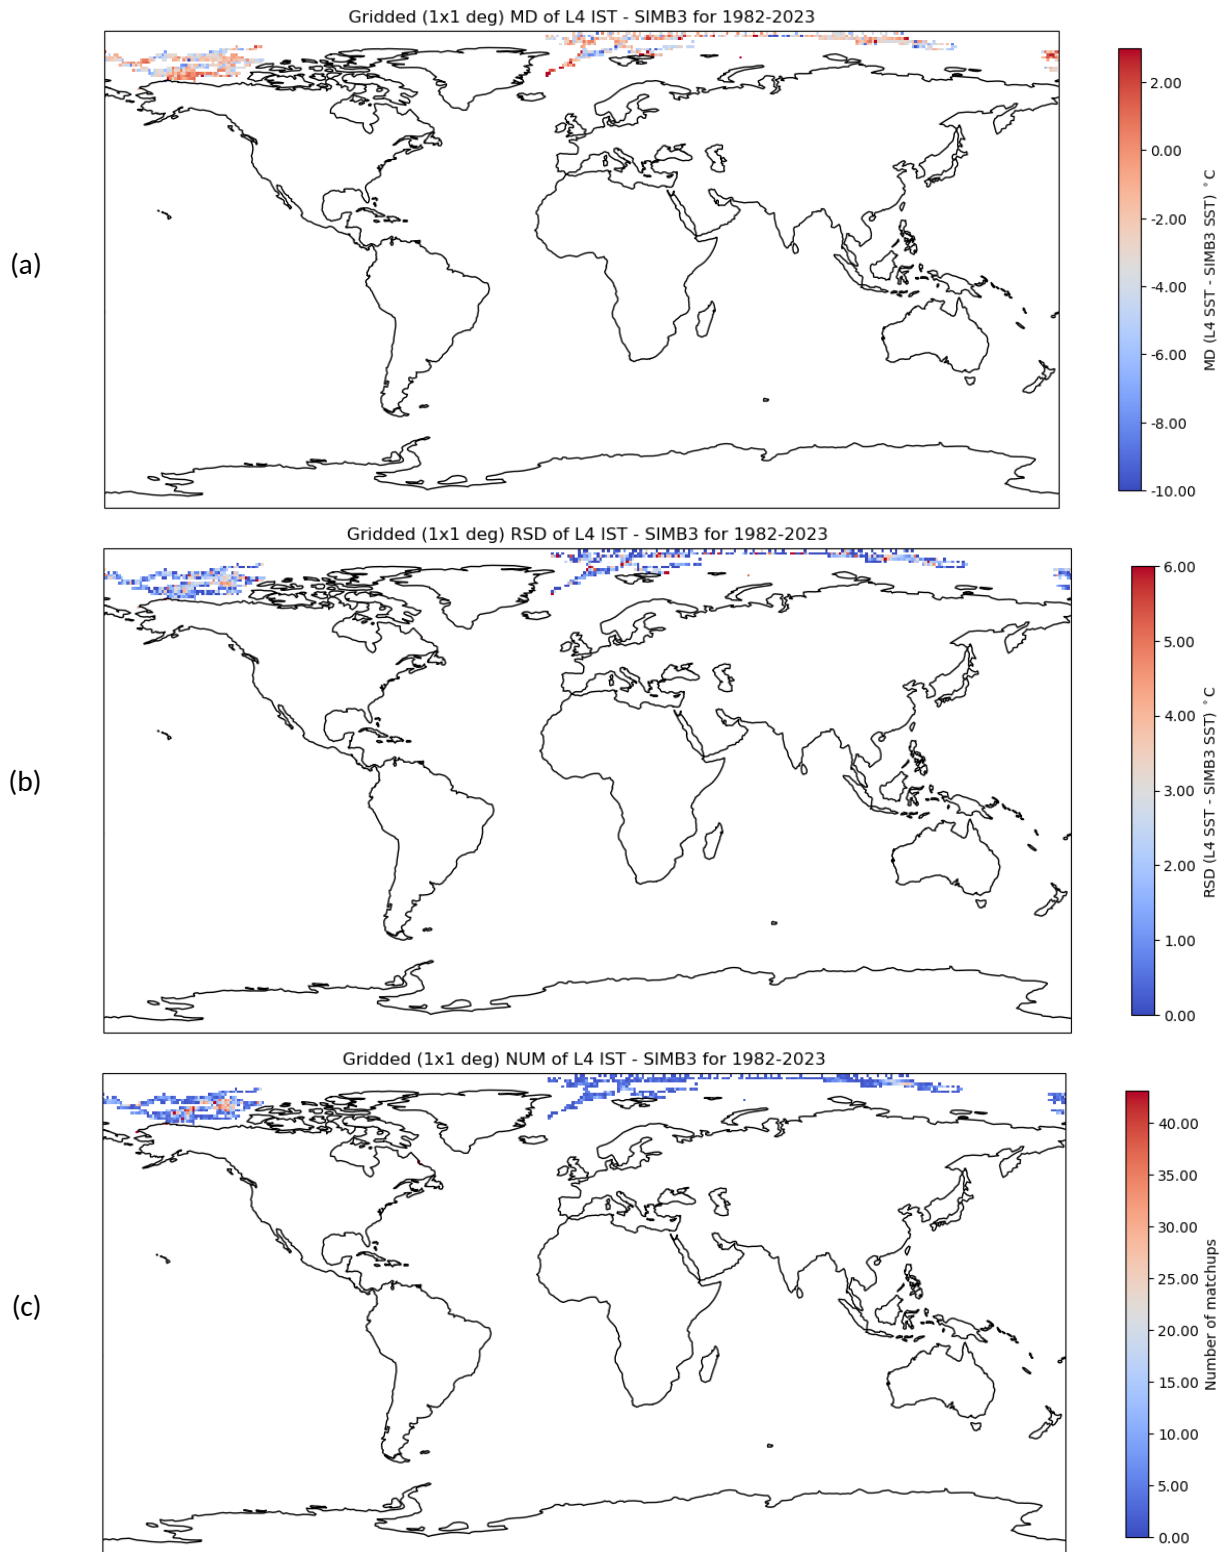 Gridded (1x1 deg) MD of L4 IST - SIMB3 for 1982-2023
(a)
2.00
0.00
-2.00
-4.00
-6.00
-8.00
-10.00
MD (L4 SST - SIMB3 SST) °C
Gridded (1x1 deg) RSD of L4 IST - SIMB3 for 1982-2023
(b)
6.00
5.00
4.00
3.00
2.00
1.00
0.00
RSD (L4 SST - SIMB3 SST) °C
Gridded (1x1 deg) NUM of L4 IST - SIMB3 for 1982-2023
(c)
40.00
35.00
30.00
25.00
20.00
15.00
10.00
5.00
0.00
Number of matchups